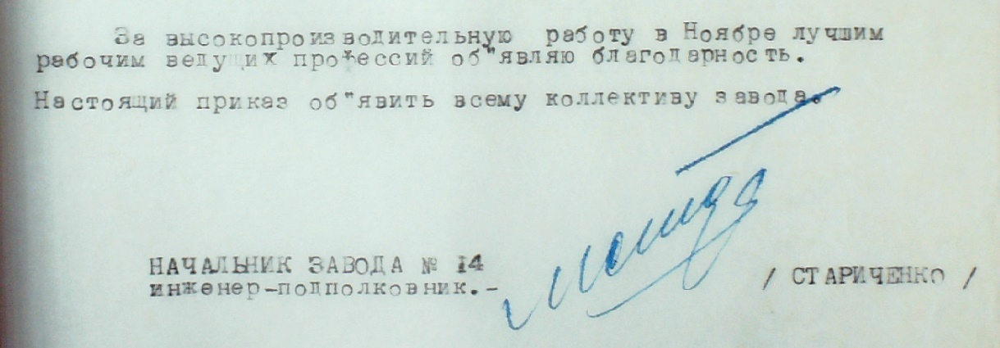 За высокопроизводительную работу в Ноябре лучшим
рабочим ведущих профессий об"являю благодарность.
Настоящий приказ об"явить всему коллективу завода.
НАЧАЛЬНИК ЗАВОДА № 14
инженер-подполковник.- / СТАРИЧЕНКО /